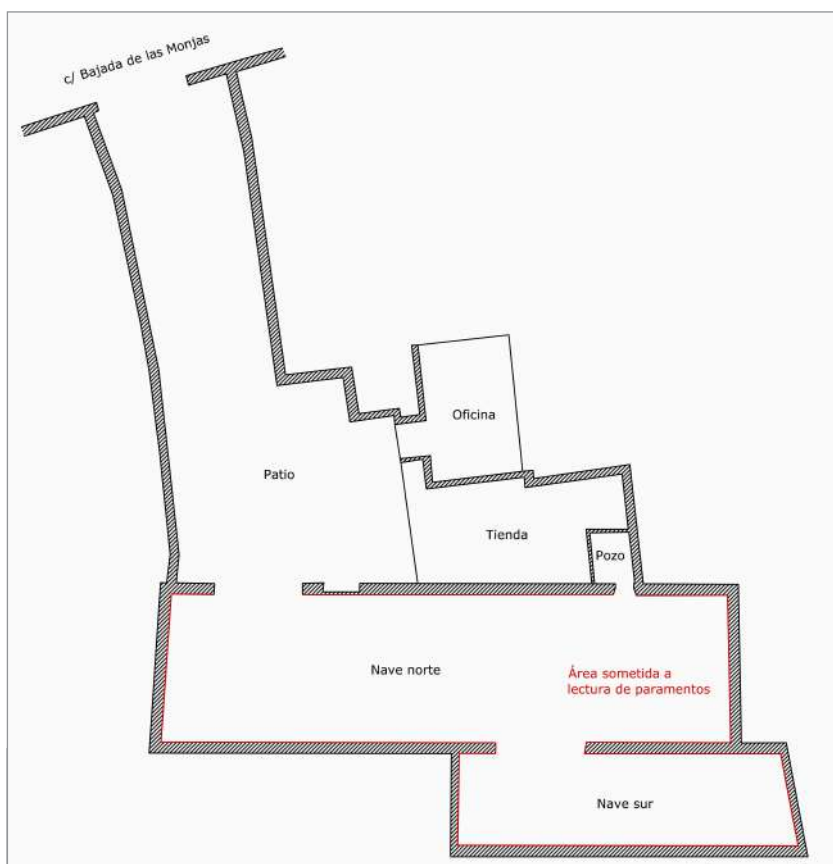 c/ Bajada de las Monjas
Oficina
Patio
Tienda
Pozo
Nave norte
Área sometida a
lectura de paramentos
Nave sur